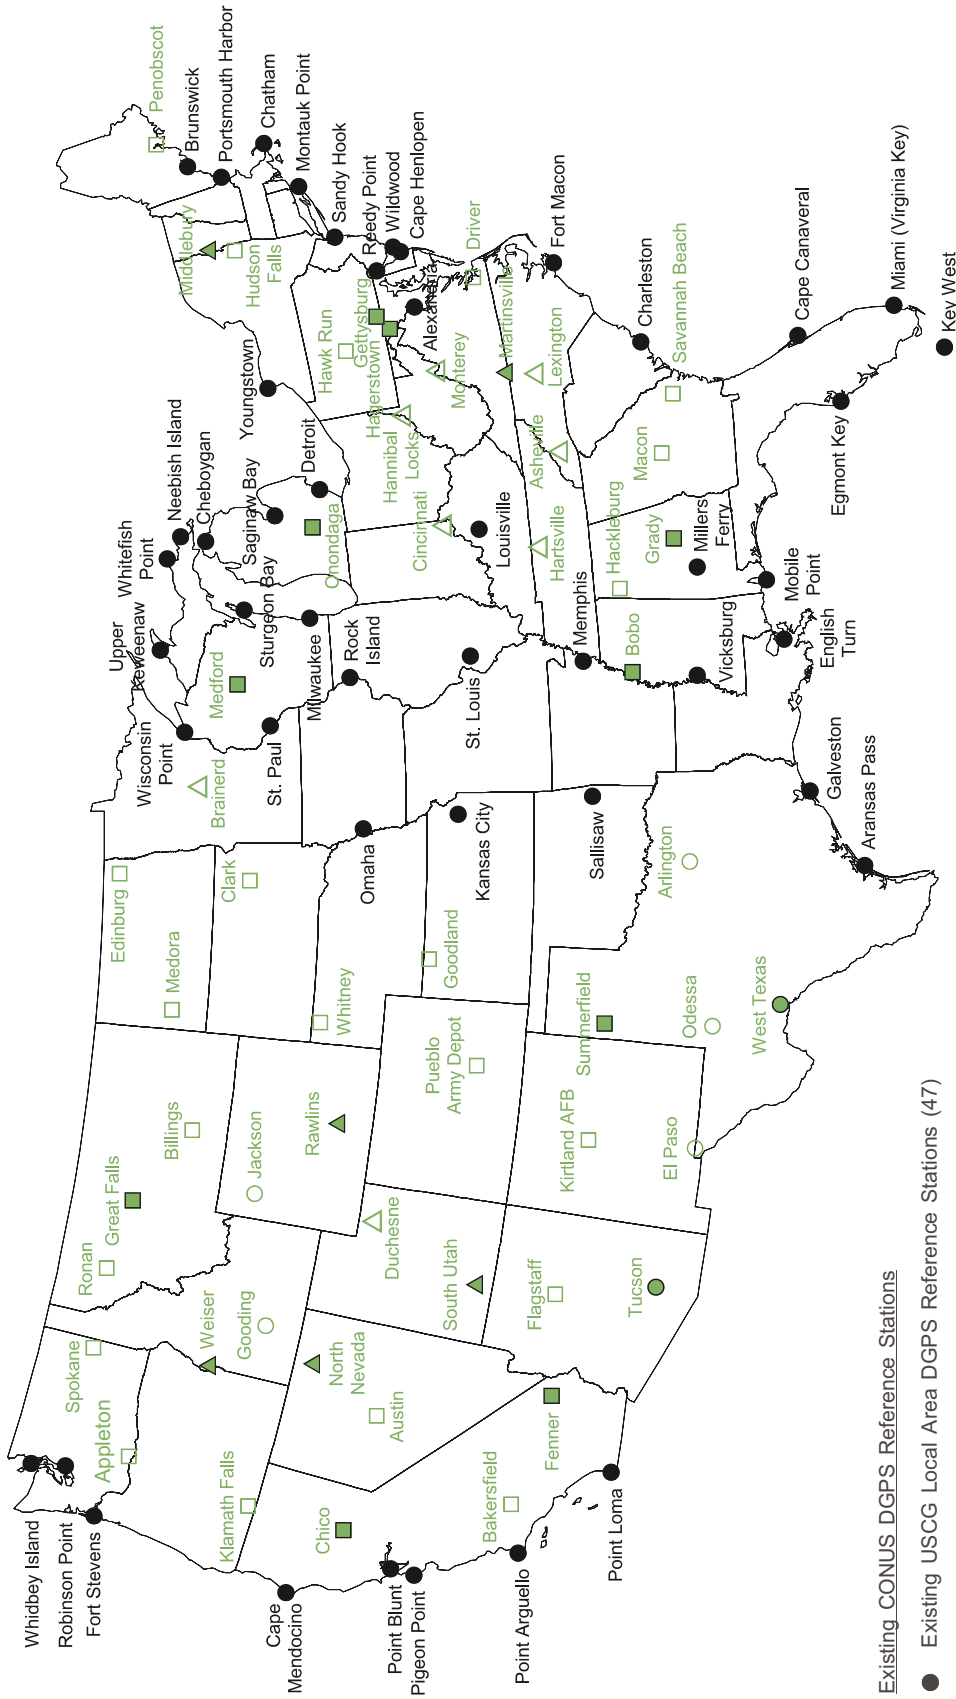 Whidbey Island
Robinson Point
Fort Stevens
Cape
Mendocino
Point Blunt
Pigeon Point
Point Arguello
Point Loma
Spokane
Appleton
Klamath Falls
Chico
Bakersfield
Fenner
Weiser
Gooding
North
Nevada
Austin
Ronan
Great Falls
Billings
Jackson
Rawlins
Duchesne
South Utah
Flagstaff
Tucson
Edinburg
Medora
Clark
Whitney
Goodland
Pueblo
Army Depot
Kirtland AFB
El Paso
Summerfield
Odessa
West Texas
Arlington
Omaha
Kansas City
Sallisaw
Galveston
Aransas Pass
Wisconsin
Point
Brainerd
St. Paul
Medford
Upper
Keweenaw
Whitefish
Point
Neebish Island
Cheboygan
Saginaw Bay
Sturgeon Bay
Milwaukee
Rock
Island
St. Louis
Memphis
Bobo
Vicksburg
English
Turn
Mobile
Point
Millers
Ferry
Grady
Hackleburg
Hartsville
Louisville
Cincinnati
Onondaga
Detroit
Youngstown
Hannibal
Locks
Hagerstown
Gettysburg
Hawk Run
Monterey
Alexandria
Asheville
Lexington
Martinsville
Macon
Savannah Beach
Charleston
Egmont Key
Cape Canaveral
Miami (Virginia Key)
Key West
Fort Macon
Driver
Cape Henlopen
Wildwood
Reedy Point
Sandy Hook
Montauk Point
Chatham
Portsmouth Harbor
Brunswick
Penobscot
Middlebury
Hudson
Falls
Existing CONUS DGPS Reference Stations
Existing USCG Local Area DGPS Reference Stations (47)